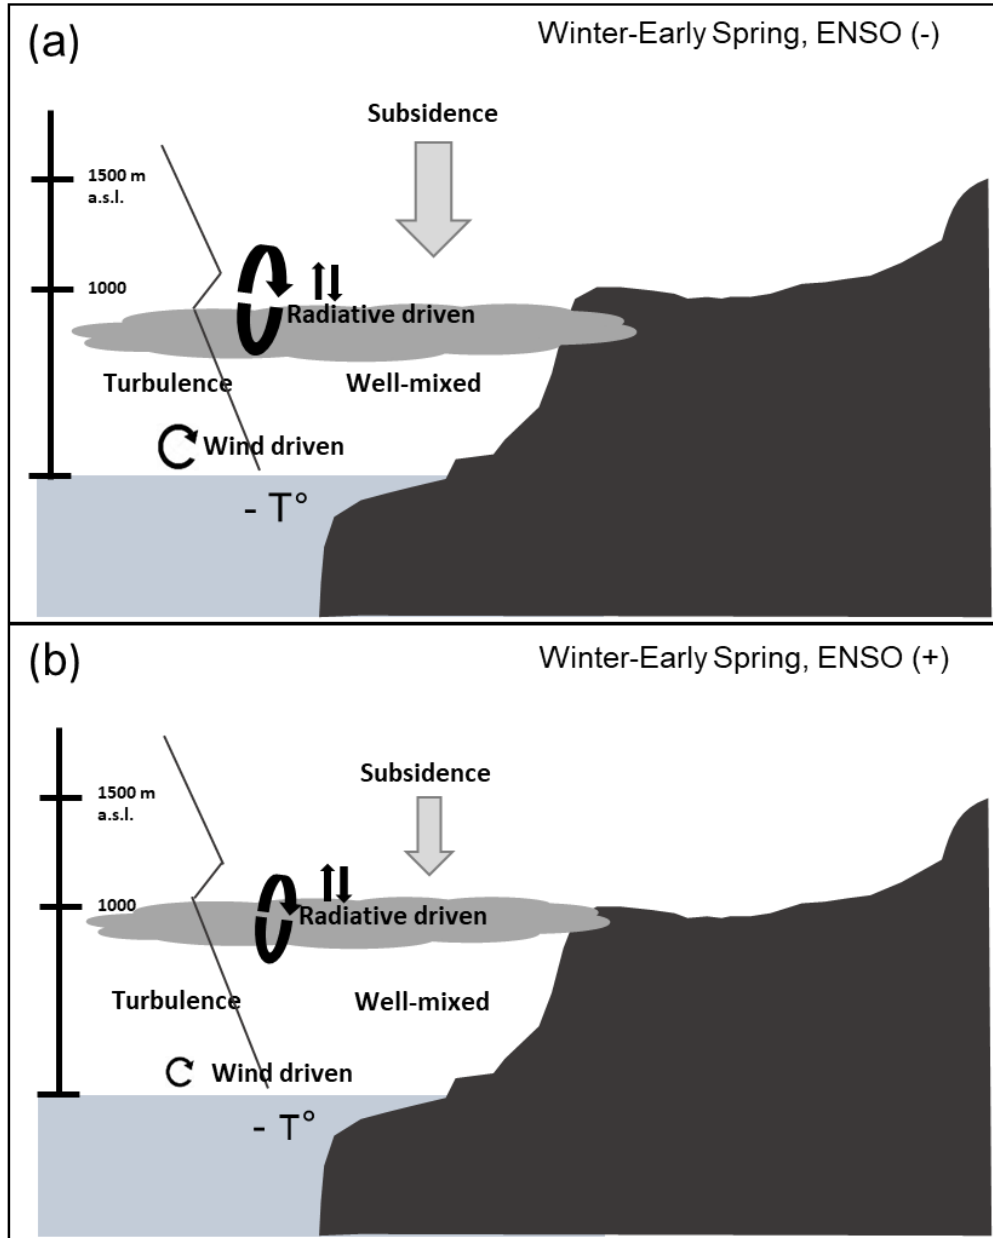 (a)
Winter-Early Spring, ENSO (-)
Subsidence
1500 m
a.s.l.
1000
Radiative driven
Turbulence
Well-mixed
Wind driven
- T°
(b)
Winter-Early Spring, ENSO (+)
Subsidence
1500 m
a.s.l.
1000
Radiative driven
Turbulence
Well-mixed
Wind driven
- T°